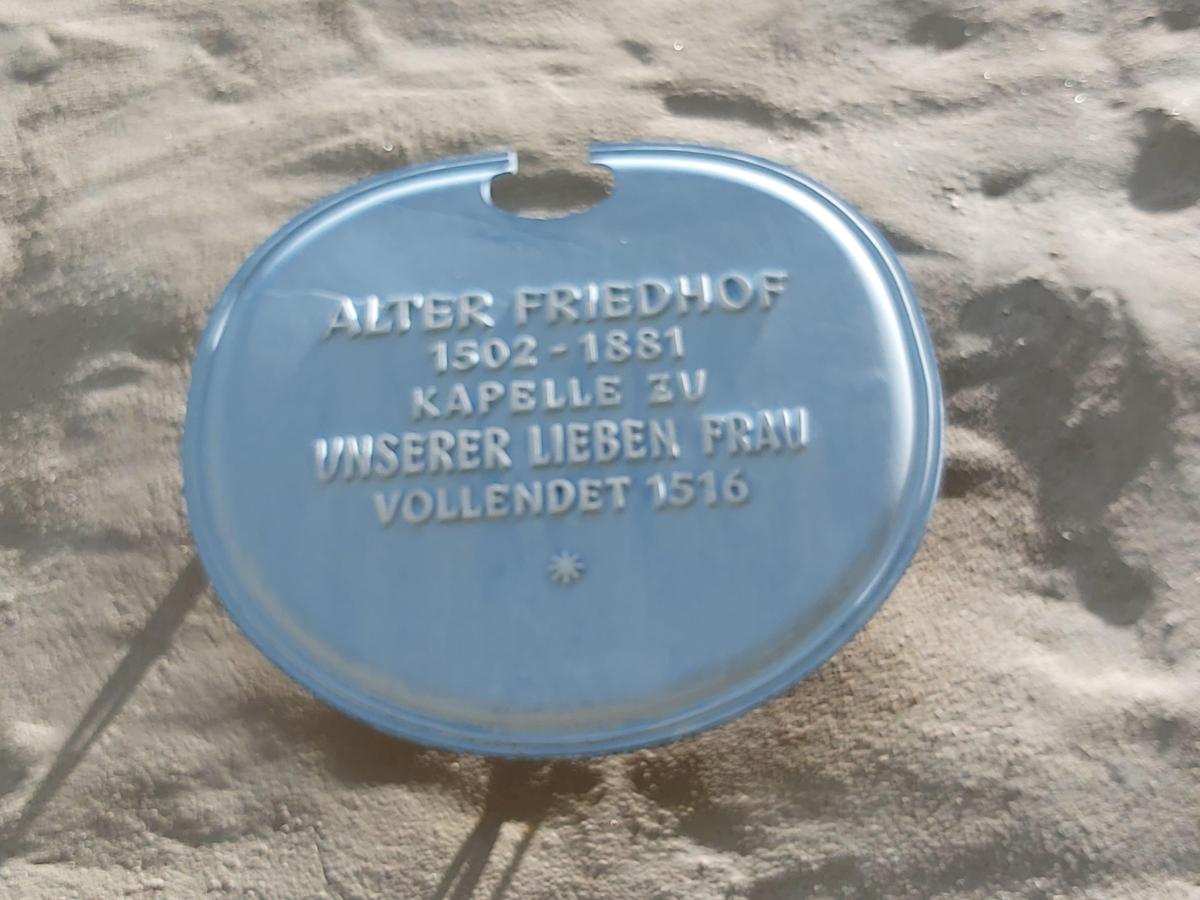 ALTER FRIEDHOF
1502-1881
KAPELLE ZU
UNSERER LIEBEN FRAU
VOLLENDET 1516